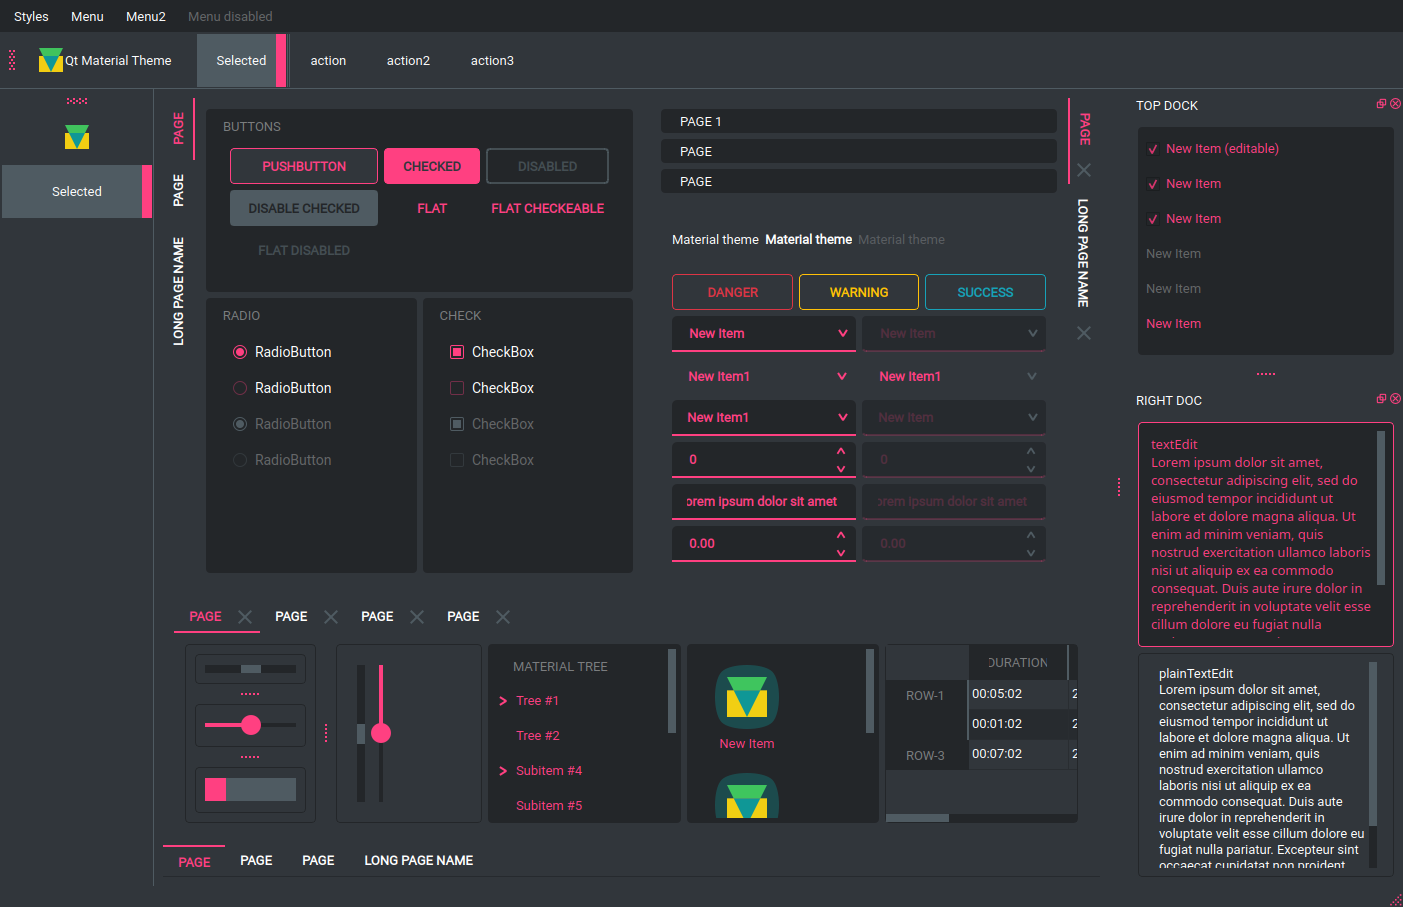 Styles Menu Menu2 Menu disabled
Qt Material Theme Selected action action2 action3
Selected
PAGE
PAGE
LONG PAGE NAME
BUTTONS
PUSHBUTTON CHECKED DISABLED
DISABLE CHECKED FLAT FLAT CHECKEABLE
FLAT DISABLED
RADIO
RadioButton
RadioButton
RadioButton
RadioButton
CHECK
CheckBox
CheckBox
CheckBox
CheckBox
PAGE 1
PAGE
PAGE
Material theme Material theme Material theme
DANGER WARNING SUCCESS
New Item New Item
New Item1 New Item1
New Item1 New Item
0 0
orem ipsum dolor sit amet orem ipsum dolor sit amet
0.00 0.00
PAGE
LONG PAGE NAME
PAGE PAGE PAGE PAGE
MATERIAL TREE
Tree #1
Tree #2
Subitem #4
Subitem #5
New Item
DURATION
ROW-1 00:05:02 2
00:01:02 2
ROW-3 00:07:02 2
PAGE PAGE PAGE LONG PAGE NAME
TOP DOCK
New Item (editable)
New Item
New Item
New Item
New Item
New Item
RIGHT DOC
textEdit
Lorem ipsum dolor sit amet,
consectetur adipiscing elit, sed do
eiusmod tempor incididunt ut
labore et dolore magna aliqua. Ut
enim ad minim veniam, quis
nostrud exercitation ullamco laboris
nisi ut aliquip ex ea commodo
consequat. Duis aute irure dolor in
reprehenderit in voluptate velit esse
cillum dolore eu fugiat nulla
plainTextEdit
Lorem ipsum dolor sit amet,
consectetur adipiscing elit, sed do
eiusmod tempor incididunt ut
labore et dolore magna aliqua. Ut
enim ad minim veniam, quis
nostrud exercitation ullamco
laboris nisi ut aliquip ex ea
commodo consequat. Duis aute
irure dolor in reprehenderit in
voluptate velit esse cillum dolore eu
fugiat nulla pariatur. Excepteur sint
occaecat cupidatat non proident,